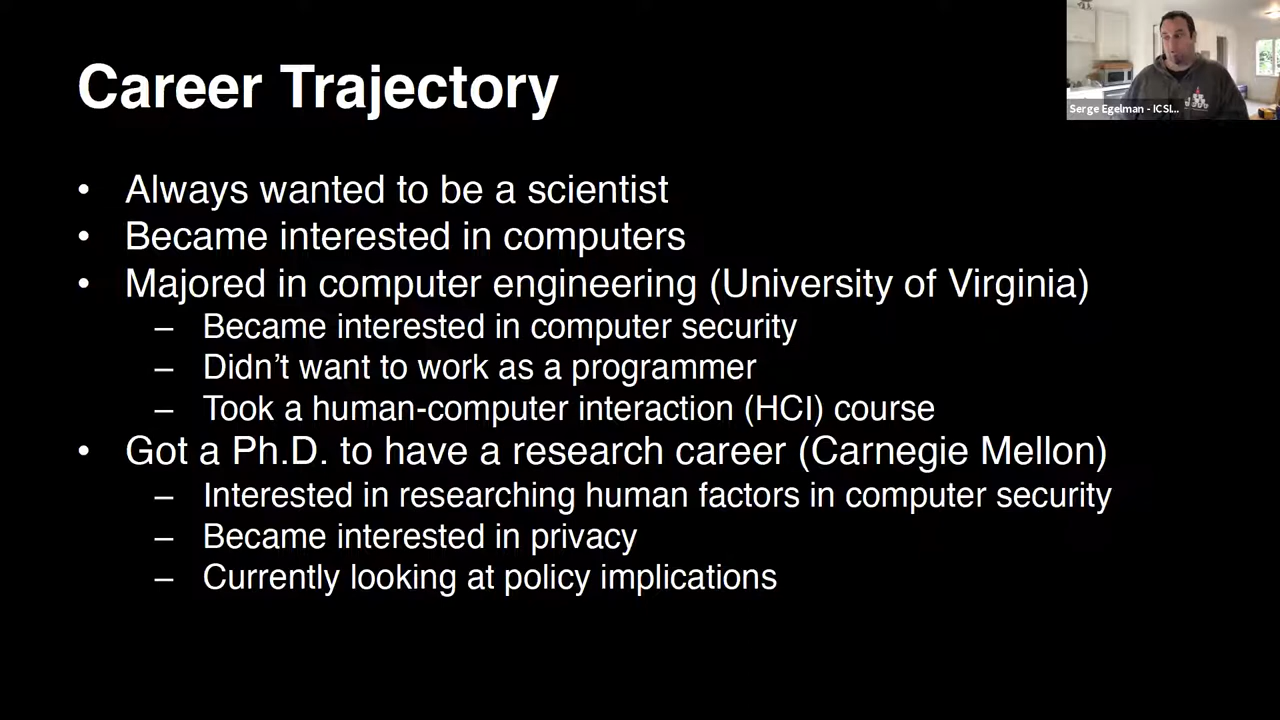 Career Trajectory
Serge Egelman - ICSI...
• Always wanted to be a scientist
• Became interested in computers
• Majored in computer engineering (University of Virginia)
– Became interested in computer security
– Didn’t want to work as a programmer
– Took a human-computer interaction (HCI) course
• Got a Ph.D. to have a research career (Carnegie Mellon)
– Interested in researching human factors in computer security
– Became interested in privacy
– Currently looking at policy implications